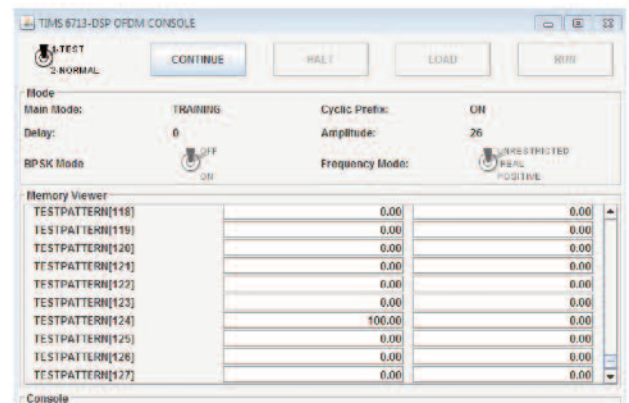 TIMS 6713-DSP OFDM CONSOLE
1-TEST
2-NORMAL
CONTINUE
HALT
LOAD
RUN
Mode
Main Mode: TRAINING Cyclic Prefix: ON
Delay: 0 Amplitude: 26
BPSK Mode OFF ON Frequency Mode: UNRESTRICTED REAL POSITIVE
Memory Viewer
TESTPATTERN[118] 0.00 0.00
TESTPATTERN[119] 0.00 0.00
TESTPATTERN[120] 0.00 0.00
TESTPATTERN[121] 0.00 0.00
TESTPATTERN[122] 0.00 0.00
TESTPATTERN[123] 0.00 0.00
TESTPATTERN[124] 100.00 0.00
TESTPATTERN[125] 0.00 0.00
TESTPATTERN[126] 0.00 0.00
TESTPATTERN[127] 0.00 0.00
Console